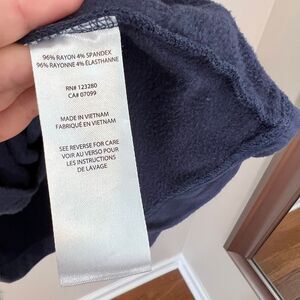 96% RAYON 4% SPANDEX
96% RAYONNE 4% ÉLASTHANNE
RN# 123280
CA# 07099
MADE IN VIETNAM
FABRIQUÉ EN VIETNAM
SEE REVERSE FOR CARE
VOIR AU VERSO POUR
LES INSTRUCTIONS
DE LAVAGE